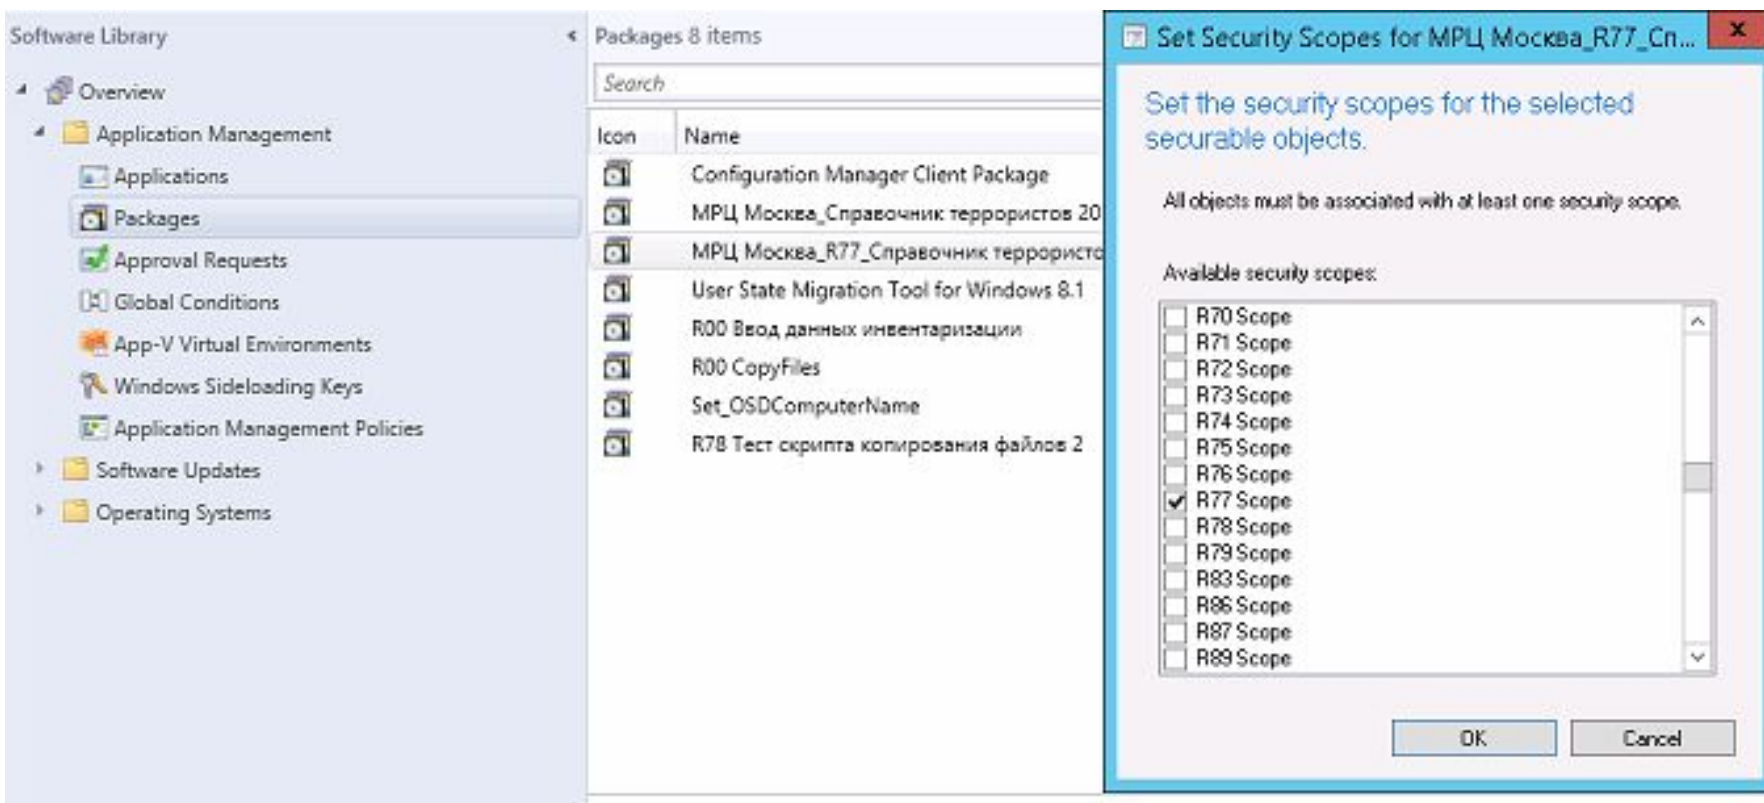 Software Library
Overview
Application Management
Applications
Packages
Approval Requests
Global Conditions
App-V Virtual Environments
Windows Sideloading Keys
Application Management Policies
Software Updates
Operating Systems
Packages 8 items
Search
Icon Name
Configuration Manager Client Package
МРЦ Москва_Справочник террористов 20
МРЦ Москва_R77_Справочник террористо
User State Migration Tool for Windows 8.1
R00 Ввод данных инвентаризации
R00 CopyFiles
Set_OSDComputerName
R78 Тест скрипта копирования файлов 2
Set Security Scopes for МРЦ Москва_R77_Сп...
Set the security scopes for the selected
securable objects.
All objects must be associated with at least one security scope.
Available security scopes:
R70 Scope
R71 Scope
R72 Scope
R73 Scope
R74 Scope
R75 Scope
R76 Scope
R77 Scope
R78 Scope
R79 Scope
R83 Scope
R86 Scope
R87 Scope
R89 Scope
OK Cancel